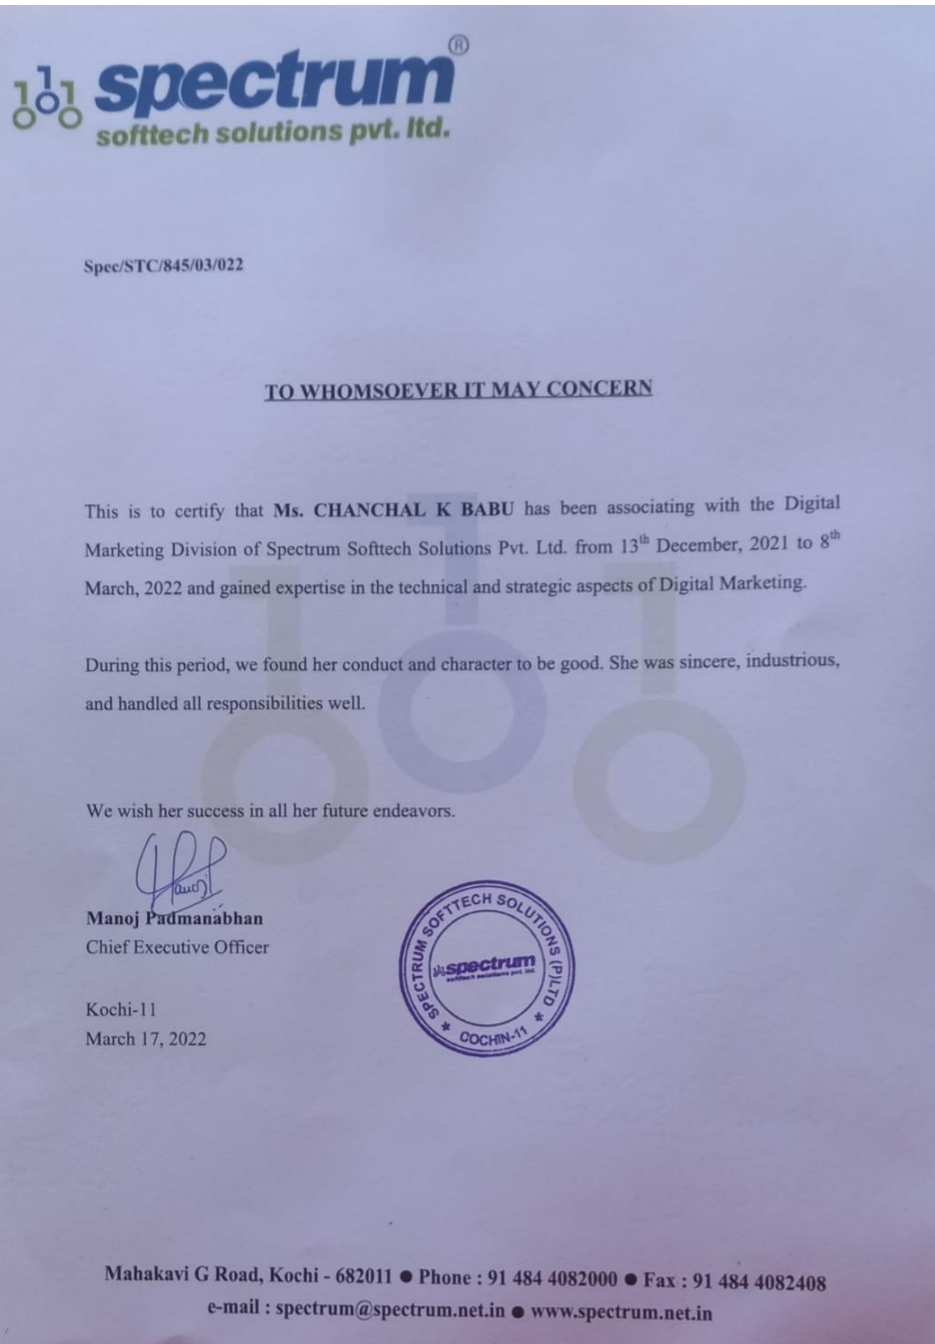 spectrum®
softtech solutions pvt. ltd.
Spec/STC/845/03/022
TO WHOMSOEVER IT MAY CONCERN
This is to certify that Ms. CHANCHAL K BABU has been associating with the Digital
Marketing Division of Spectrum Softtech Solutions Pvt. Ltd. from 13th December, 2021 to 8th
March, 2022 and gained expertise in the technical and strategic aspects of Digital Marketing.
During this period, we found her conduct and character to be good. She was sincere, industrious,
and handled all responsibilities well.
We wish her success in all her future endeavors.
Manoj
Manoj Padmanabhan
Chief Executive Officer
Kochi-11
March 17, 2022
SPECTRUM SOFTTECH SOLUTIONS (P)LTD
spectrum
softtech solutions pvt. ltd.
★ COCHIN-11 ★
Mahakavi G Road, Kochi - 682011 ● Phone : 91 484 4082000 ● Fax : 91 484 4082408
e-mail : spectrum@spectrum.net.in ● www.spectrum.net.in